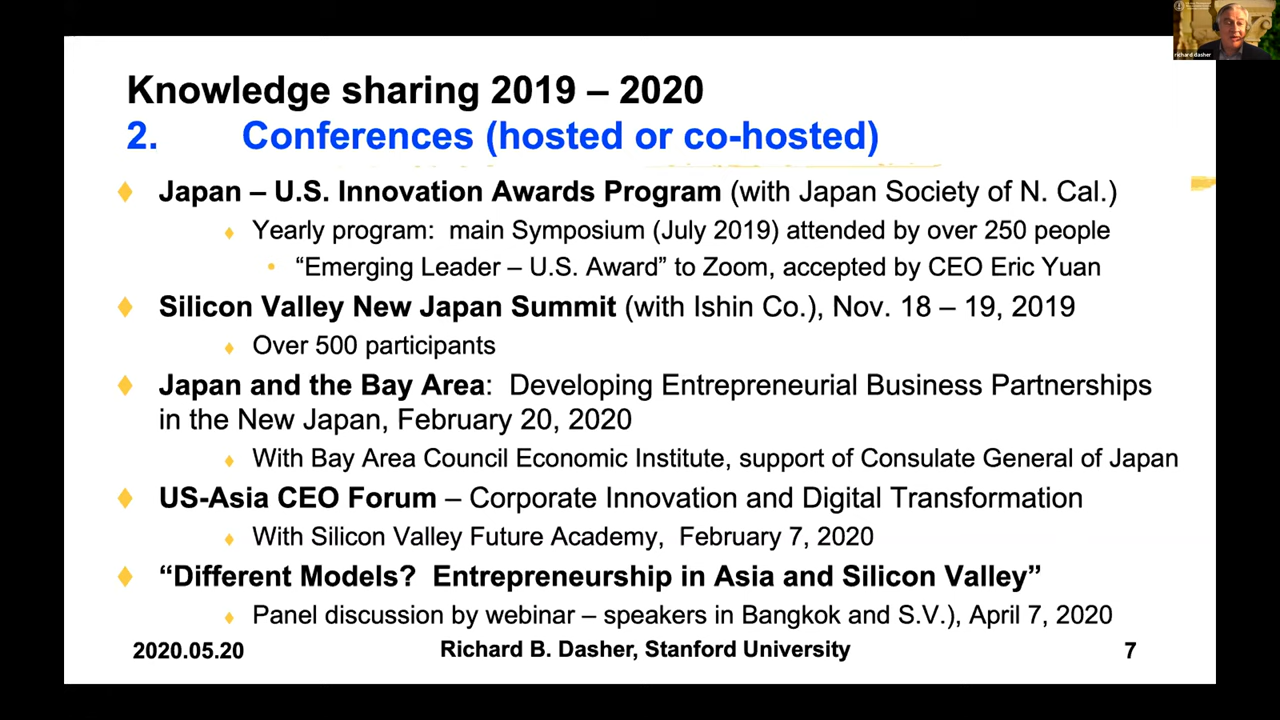 Knowledge sharing 2019 – 2020
2. Conferences (hosted or co-hosted)
Japan – U.S. Innovation Awards Program (with Japan Society of N. Cal.)
Yearly program: main Symposium (July 2019) attended by over 250 people
“Emerging Leader – U.S. Award” to Zoom, accepted by CEO Eric Yuan
Silicon Valley New Japan Summit (with Ishin Co.), Nov. 18 – 19, 2019
Over 500 participants
Japan and the Bay Area: Developing Entrepreneurial Business Partnerships
in the New Japan, February 20, 2020
With Bay Area Council Economic Institute, support of Consulate General of Japan
US-Asia CEO Forum – Corporate Innovation and Digital Transformation
With Silicon Valley Future Academy, February 7, 2020
“Different Models? Entrepreneurship in Asia and Silicon Valley”
Panel discussion by webinar – speakers in Bangkok and S.V.), April 7, 2020
2020.05.20
Richard B. Dasher, Stanford University
7
richard dasher